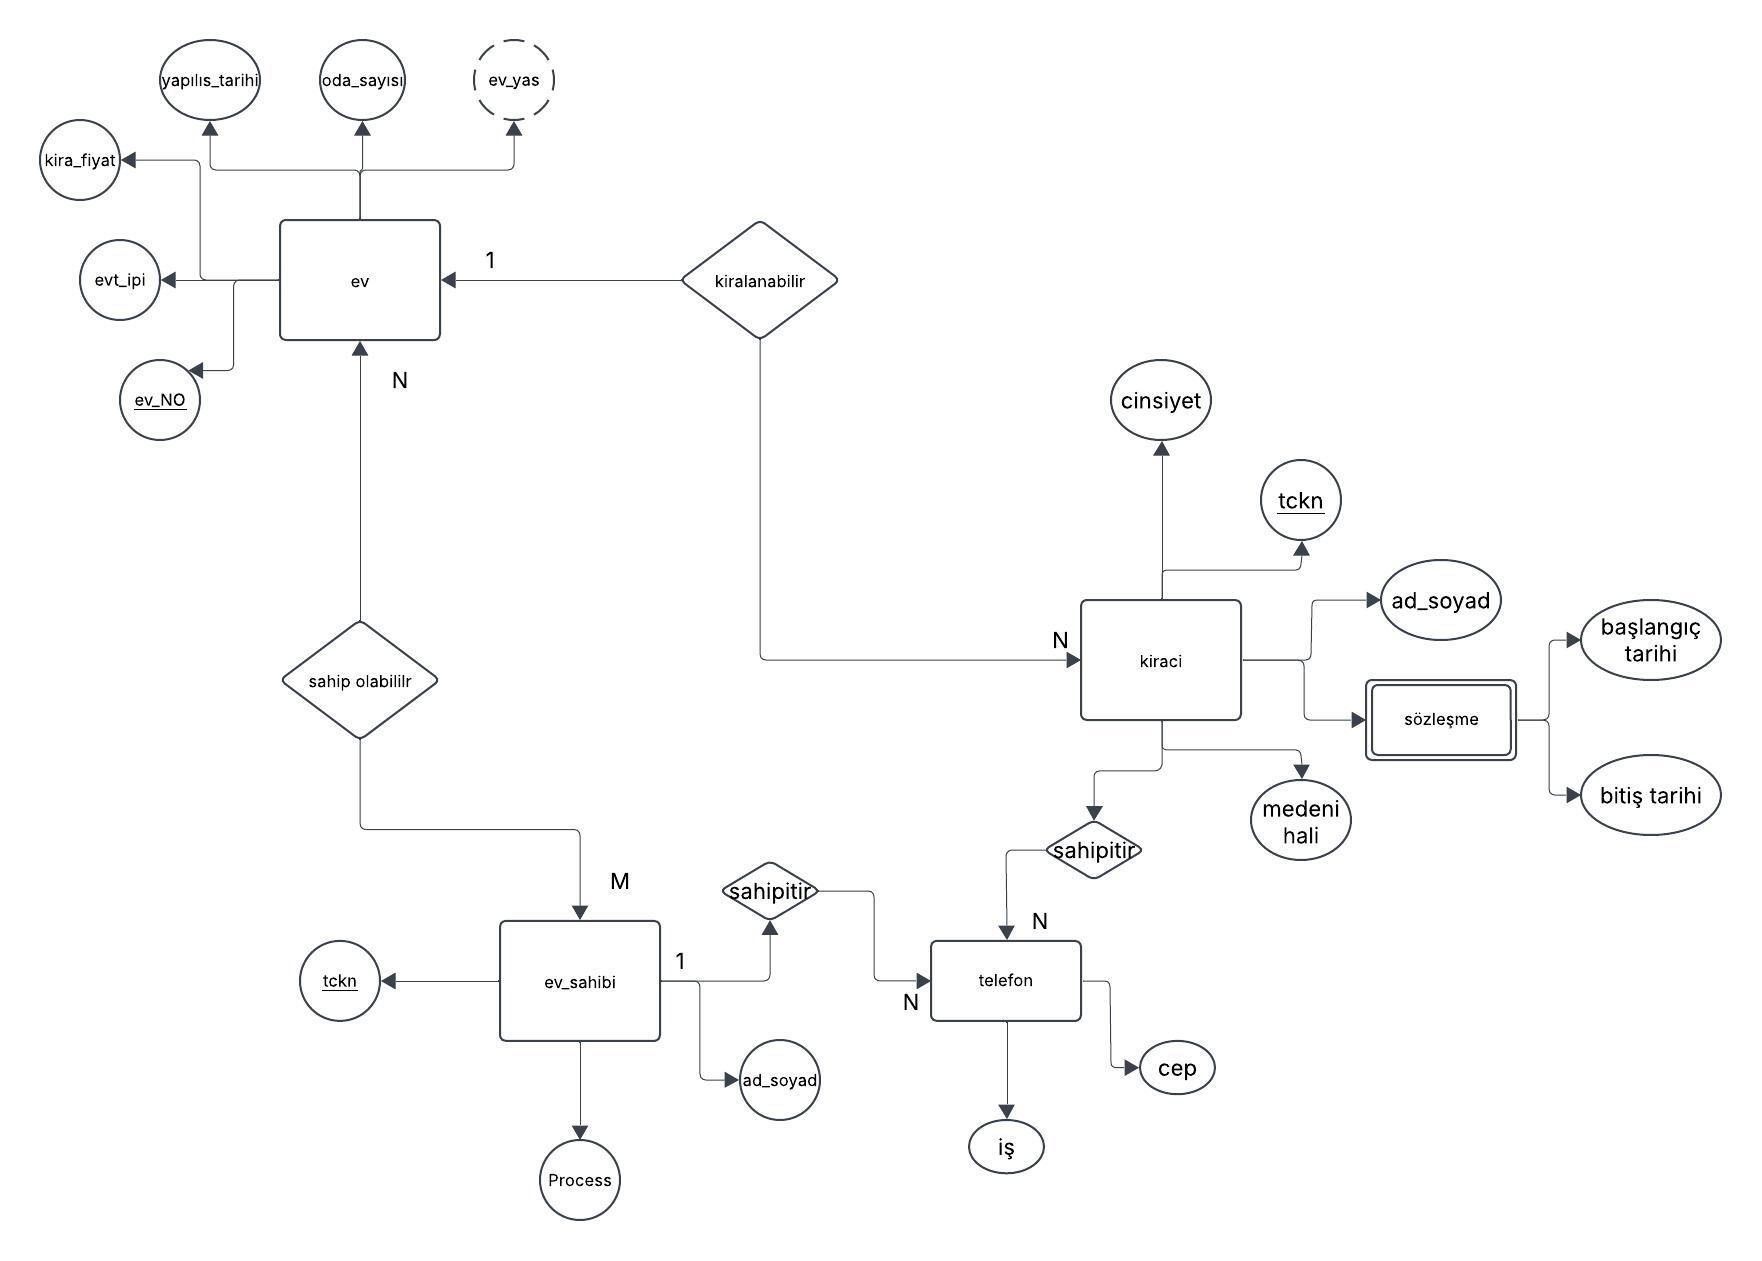 yapılıs_tarihi
oda_sayısı
ev_yas
kira_fiyat
evt_ipi
ev
1
kiralanabilir
ev_NO
N
cinsiyet
tckn
ad_soyad
N
kiraci
başlangıç
tarihi
sahip olabililr
sözleşme
bitiş tarihi
medeni
hali
sahipitir
M
sahipitir
N
tckn
ev_sahibi
1
N
telefon
cep
ad_soyad
iş
Process